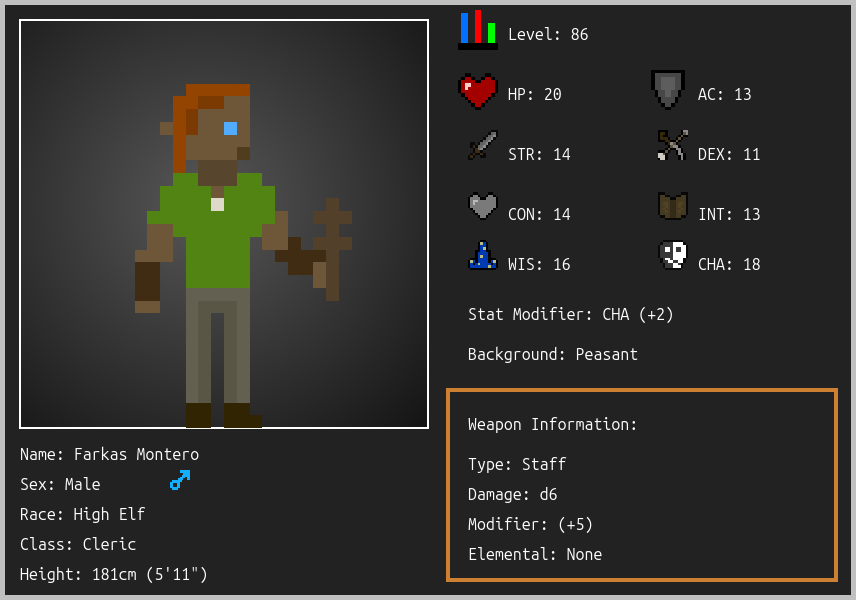 Level: 86
HP: 20
AC: 13
STR: 14
DEX: 11
CON: 14
INT: 13
WIS: 16
CHA: 18
Stat Modifier: CHA (+2)
Background: Peasant
Weapon Information:
Type: Staff
Damage: d6
Modifier: (+5)
Elemental: None
Name: Farkas Montero
Sex: Male
Race: High Elf
Class: Cleric
Height: 181cm (5'11")